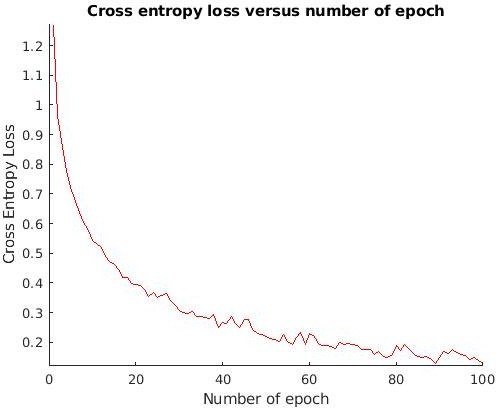 Cross entropy loss versus number of epoch
1.2
1.1
1
0.9
0.8
0.7
0.6
0.5
0.4
0.3
0.2
Cross Entropy Loss
0 20 40 60 80 100
Number of epoch